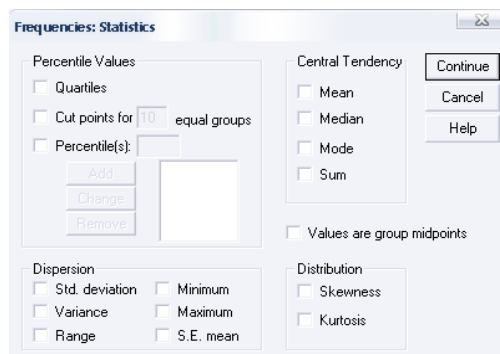 Frequencies: Statistics
Percentile Values
Quartiles
Cut points for 10 equal groups
Percentile(s):
Add
Change
Remove
Central Tendency
Mean
Median
Mode
Sum
Continue
Cancel
Help
Values are group midpoints
Dispersion
Std. deviation Minimum
Variance Maximum
Range S.E. mean
Distribution
Skewness
Kurtosis